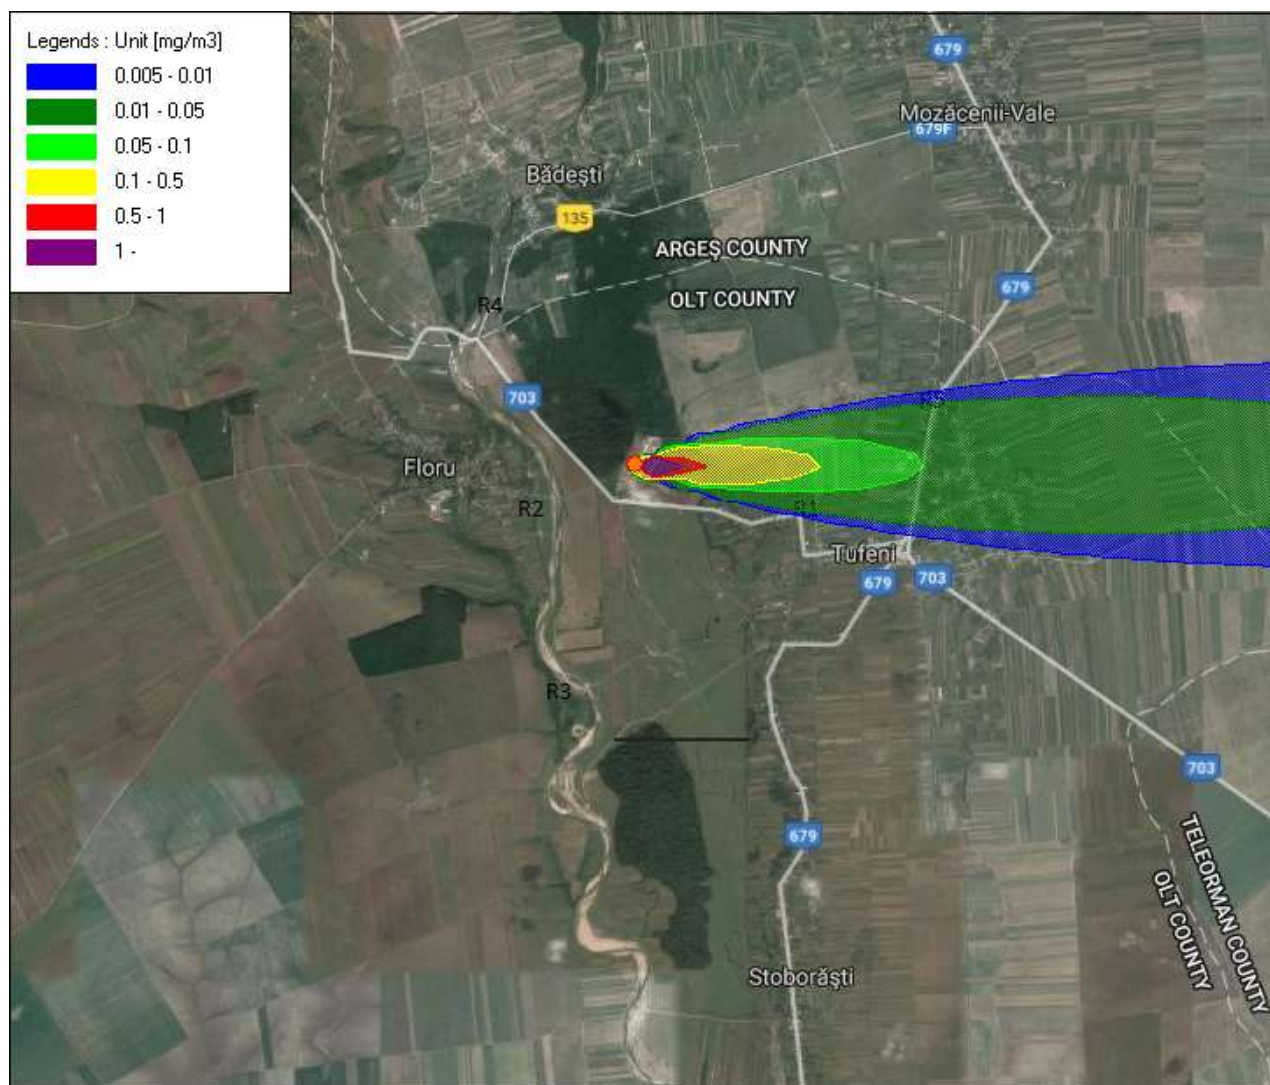 Legends : Unit [mg/m3]
0.005 - 0.01
0.01 - 0.05
0.05 - 0.1
0.1 - 0.5
0.5 - 1
1 -
679
Mozăcenii-Vale
679F
Bădești
135
ARGEȘ COUNTY
OLT COUNTY
679
R4
703
Floru
R2
R1
Tufeni
679
703
R3
703
679
TELEORMAN COUNTY
OLT COUNTY
Stoborăști